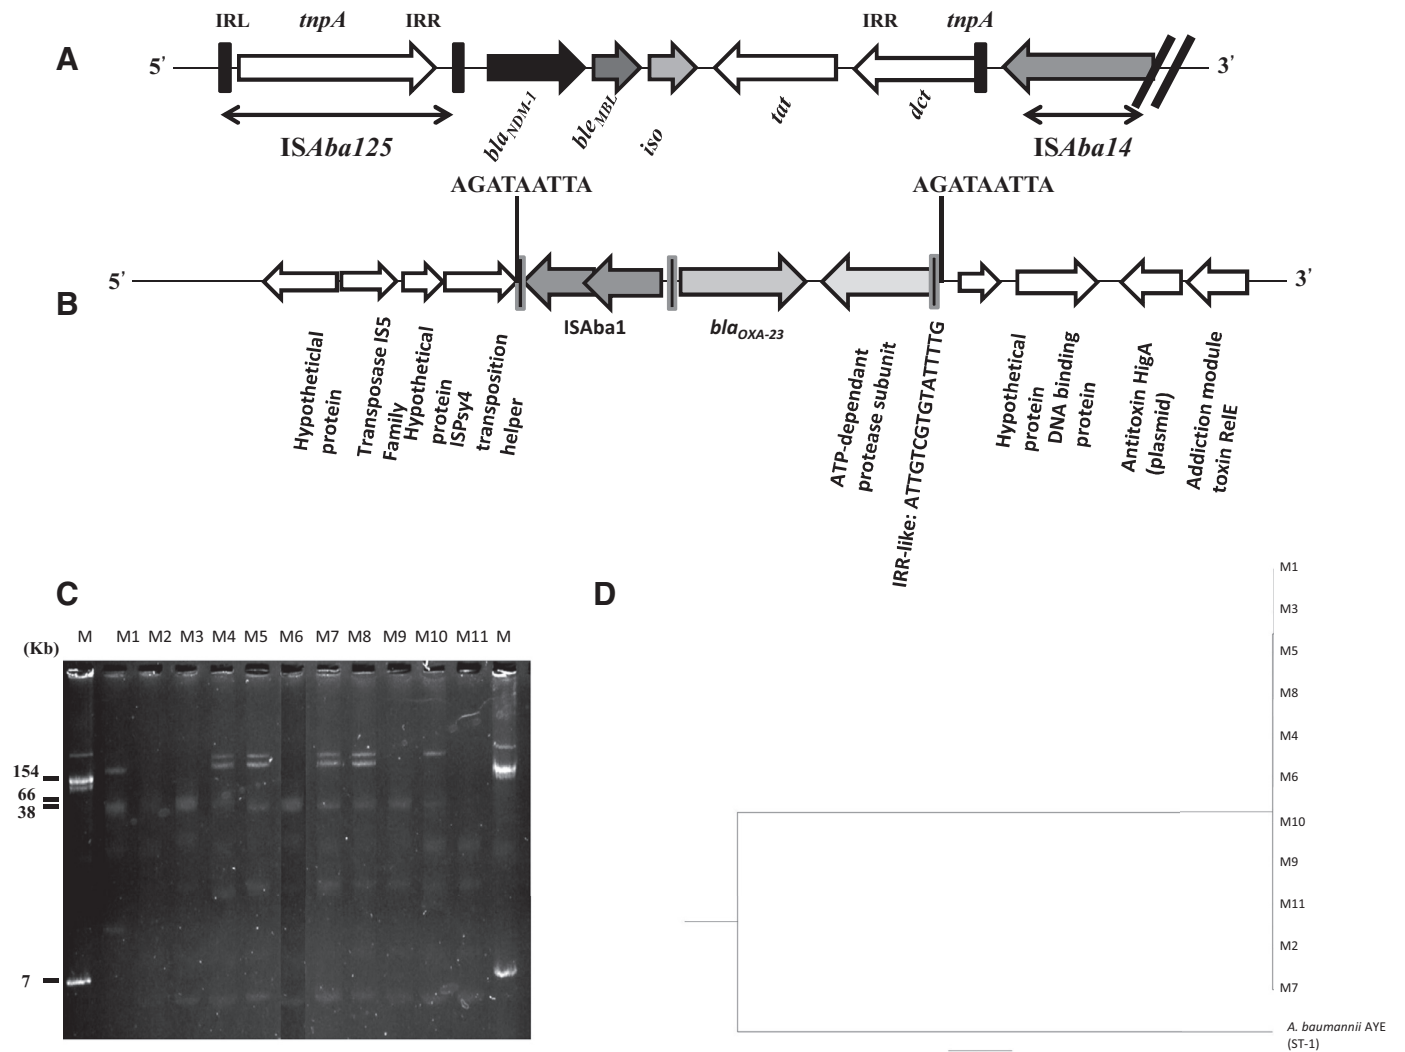 IRL tnpA IRR IRR tnpA
A 5’ 3’
ISAba125 blaNDM-1 bleMBL iso tat dct ISAba14
AGATAATTA AGATAATTA
5’ 3’
B
ISAba1 blaOXA-23
Hypotheticlal
protein
Transposase IS5
Family
Hypothetical
protein
ISPsy4
transposition
helper
ATP-dependant
protease subunit
IRR-like: ATTGTCGTGTATTTTG
Hypothetical
protein
DNA binding
protein
Antitoxin HigA
(plasmid)
Addiction module
toxin RelE
C
M M1 M2 M3 M4 M5 M6 M7 M8 M9 M10 M11 M
(Kb)
154
66
38
7
D
M1
M3
M5
M8
M4
M6
M10
M9
M11
M2
M7
A. baumannii AYE
(ST-1)